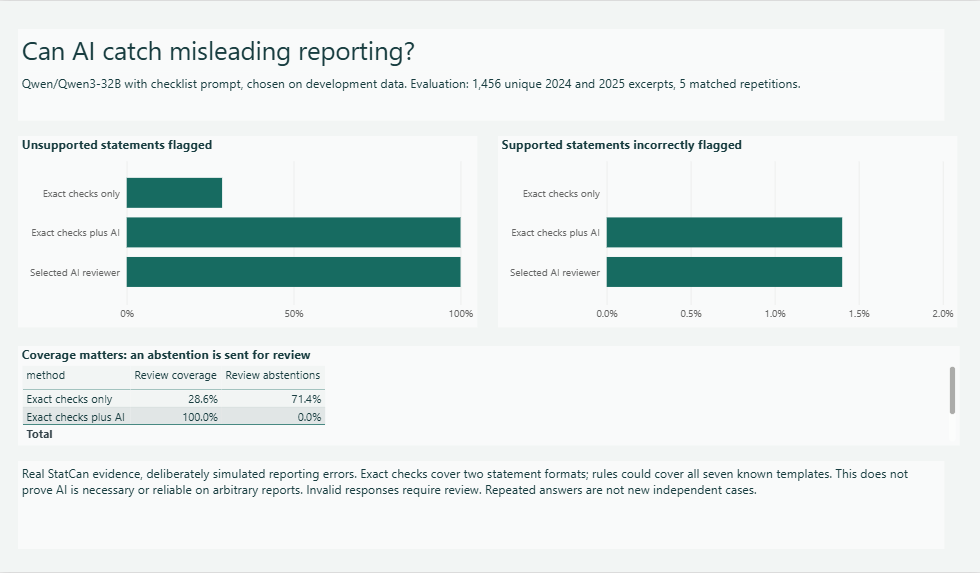 Can AI catch misleading reporting?
Qwen/Qwen3-32B with checklist prompt, chosen on development data. Evaluation: 1,456 unique 2024 and 2025 excerpts, 5 matched repetitions.
Unsupported statements flagged
Exact checks only
Exact checks plus AI
Selected AI reviewer
0% 50% 100%
Supported statements incorrectly flagged
Exact checks only
Exact checks plus AI
Selected AI reviewer
0.0% 0.5% 1.0% 1.5% 2.0%
Coverage matters: an abstention is sent for review
method Review coverage Review abstentions
Exact checks only 28.6% 71.4%
Exact checks plus AI 100.0% 0.0%
Total
Real StatCan evidence, deliberately simulated reporting errors. Exact checks cover two statement formats; rules could cover all seven known templates. This does not
prove AI is necessary or reliable on arbitrary reports. Invalid responses require review. Repeated answers are not new independent cases.